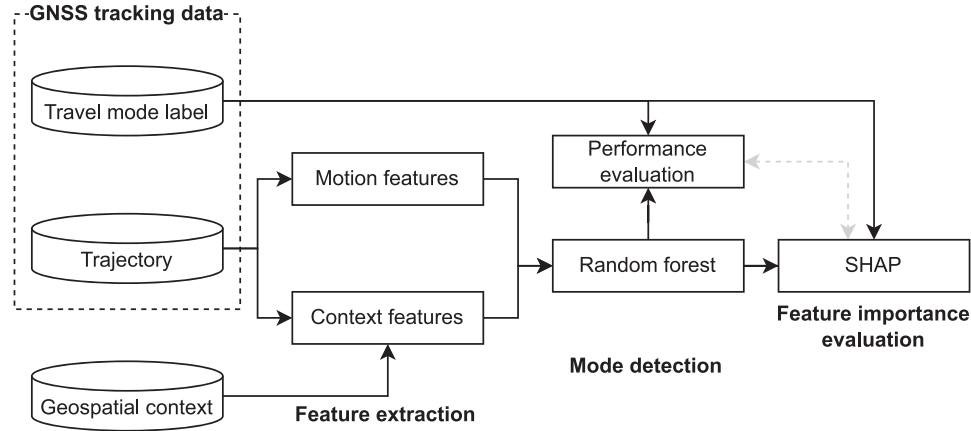 GNSS tracking data
Travel mode label
Trajectory
Geospatial context
Motion features
Context features
Feature extraction
Performance
evaluation
Random forest
Mode detection
SHAP
Feature importance
evaluation